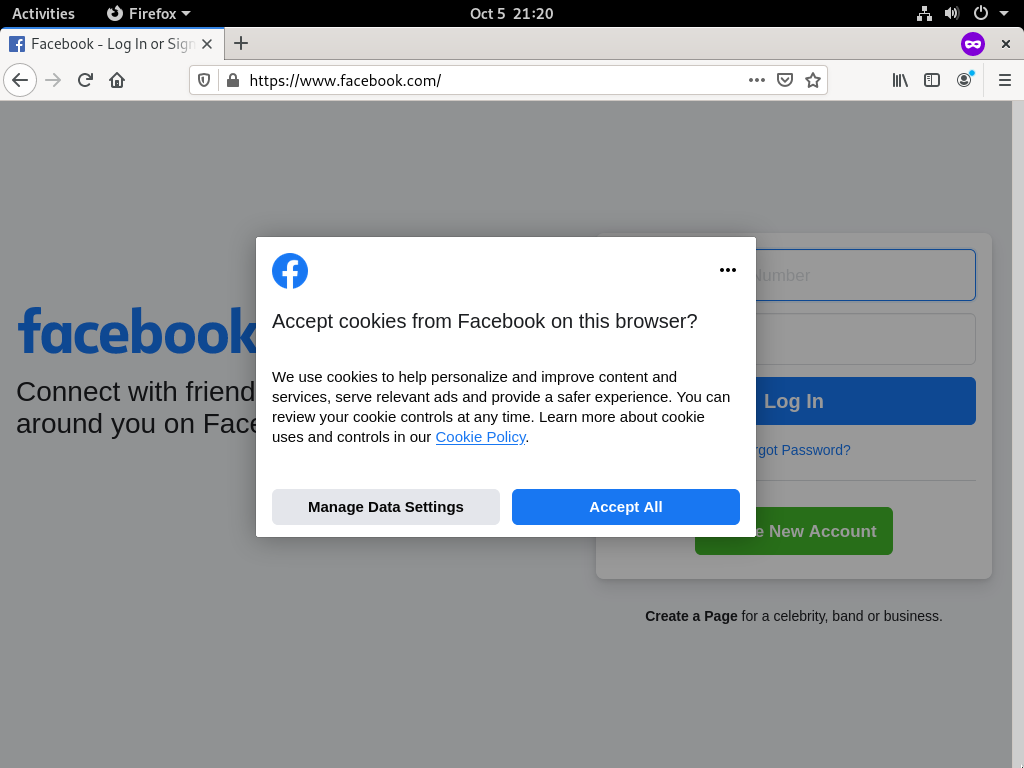 Activities
Firefox
Oct 5 21:20
Facebook - Log In or Sign
https://www.facebook.com/
Number
facebook
Accept cookies from Facebook on this browser?
Connect with friend
around you on Face
We use cookies to help personalize and improve content and
services, serve relevant ads and provide a safer experience. You can
review your cookie controls at any time. Learn more about cookie
uses and controls in our Cookie Policy.
Log In
rgot Password?
Manage Data Settings
Accept All
e New Account
Create a Page for a celebrity, band or business.